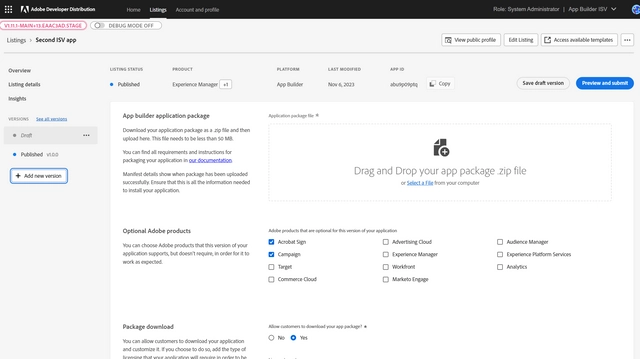 Adobe Developer Distribution
Home
Listings
Account and profile
Role: System Administrator
App Builder ISV
DEBUG MODE OFF
Listings
Second ISV app
View public profile
Edit Listing
Access available templates
Overview
Listing details
Insights
VERSIONS
See all versions
Draft
Published
v1.0.0
Add new version
LISTING STATUS
PRODUCT
PLATFORM
LAST MODIFIED
APP ID
Published
Experience Manager
+1
App Builder
Nov 6, 2023
Copy
Save draft version
Preview and submit
App builder application package
Download your application package as a .zip file and then
upload here. This file needs to be less than 50 MB.
You can find all requirements and instructions for
packaging your application in our documentation.
Manifest details show when package has been uploaded
successfully. Ensure that this is all the information needed
to install your application.
Application package file
Drag and Drop your app package .zip file
or Select a File from your computer
Optional Adobe products
You can choose Adobe products that this version of your
application supports, but doesn't require, in order for it to
work as expected.
Adobe products that are optional for this version of your application
Acrobat Sign
Advertising Cloud
Audience Manager
Campaign
Experience Manager
Experience Platform Services
Target
Workfront
Analytics
Commerce Cloud
Marketo Engage
Package download
You can allow customers to download your application
package and customize it. If you choose to do so, add the type of
licensing that your application will require in order to be
Allow customers to download your app package? *
No
Yes